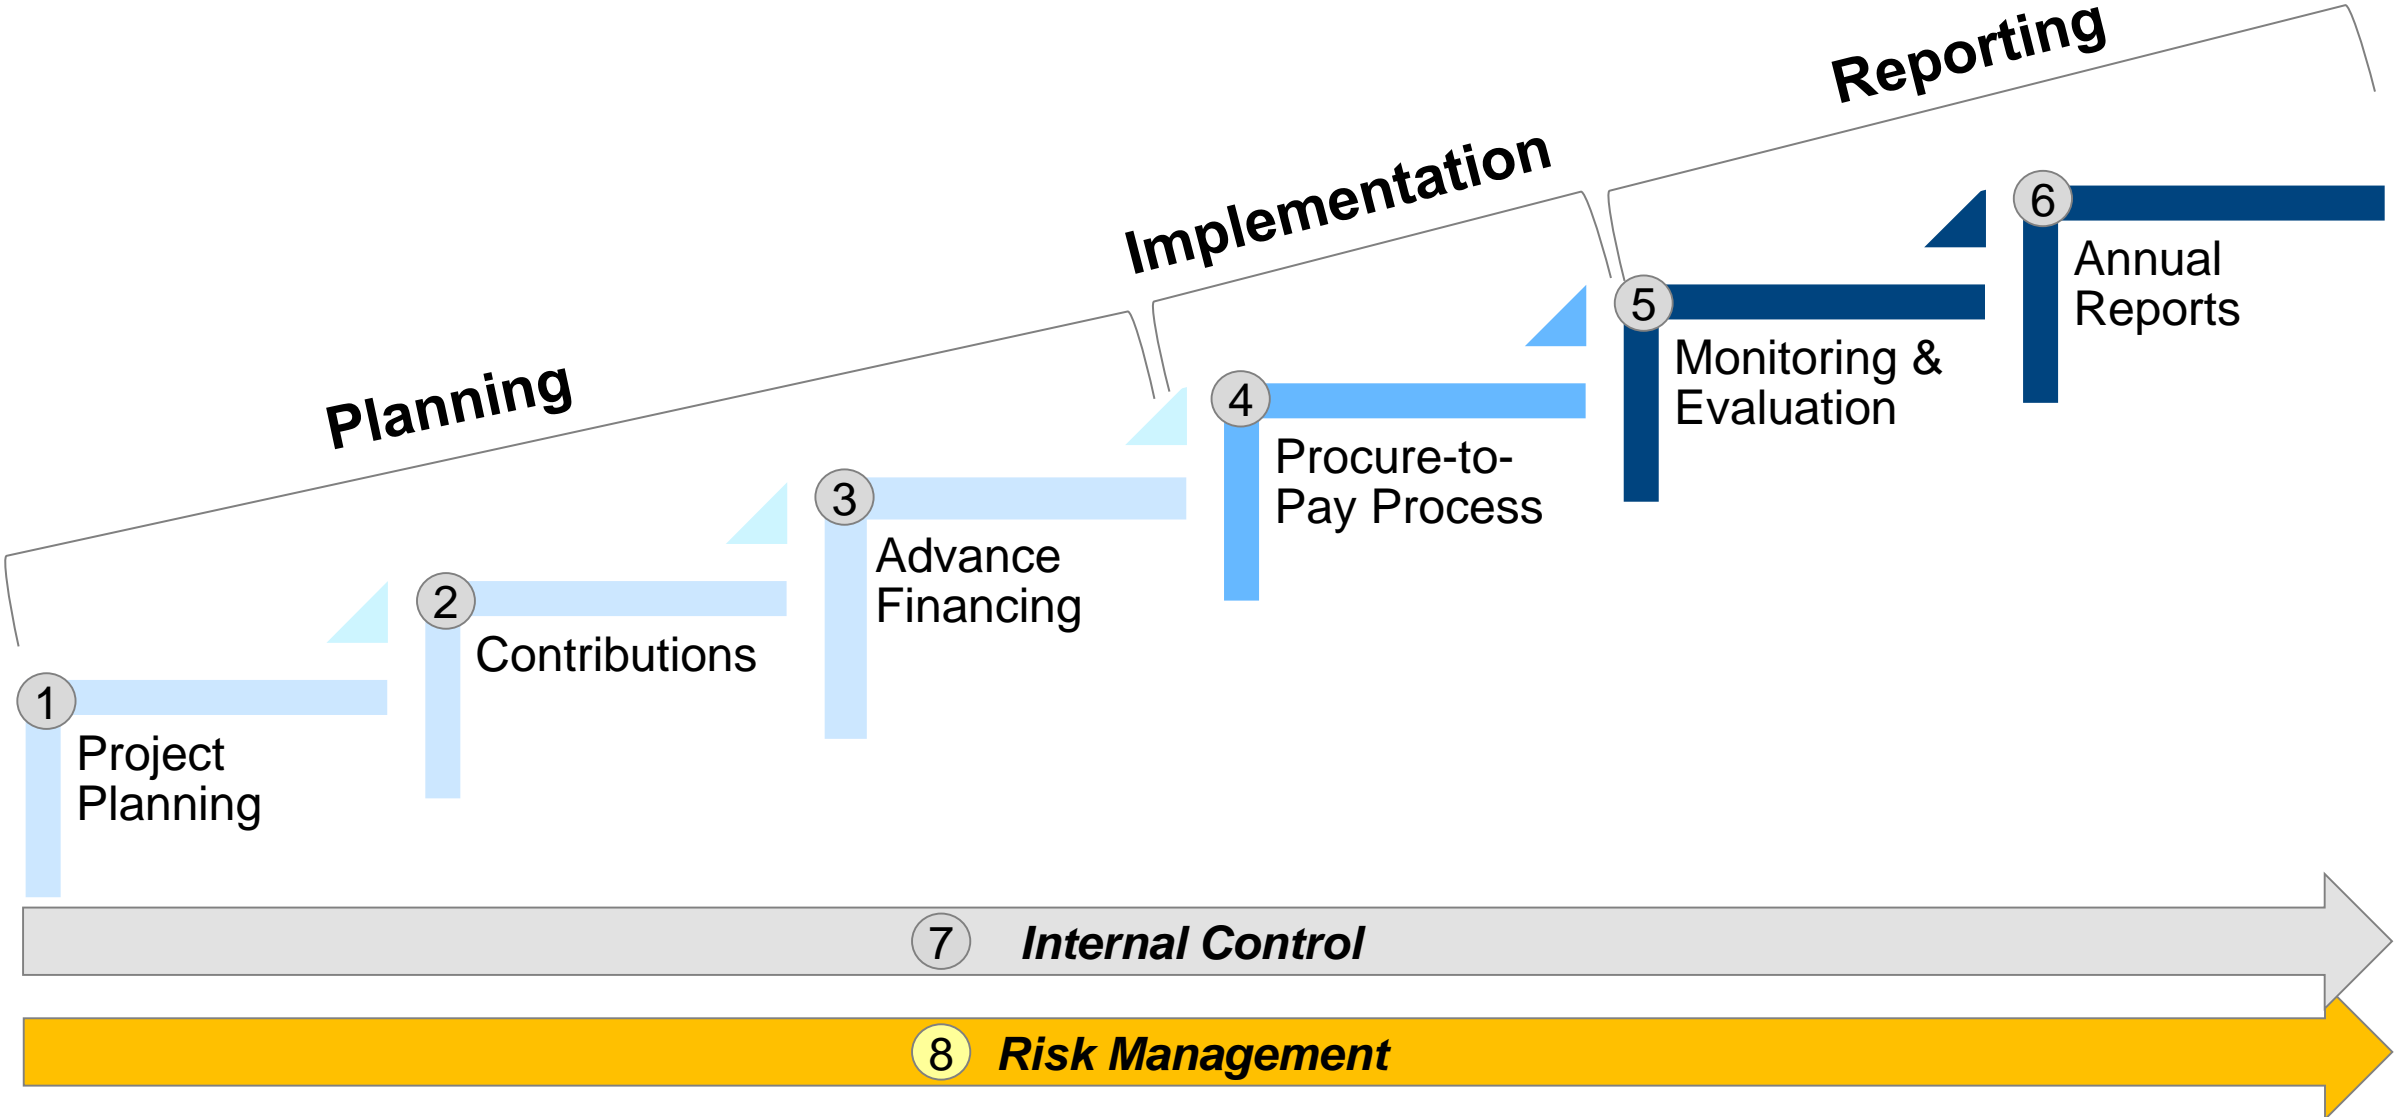 Planning
Implementation
Reporting
1
Project
Planning
2
Contributions
3
Advance
Financing
4
Procure-to-
Pay Process
5
Monitoring &
Evaluation
6
Annual
Reports
7 Internal Control
8 Risk Management